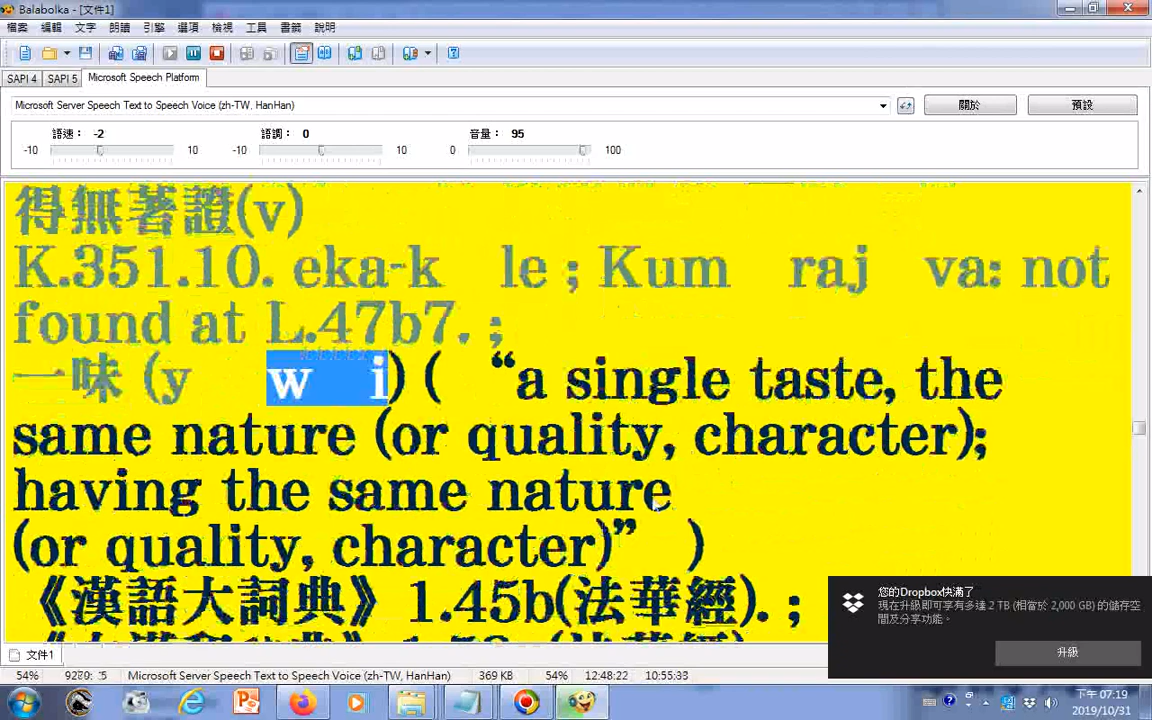 Balabolka - [文件1]
檔案 編輯 文字 朗讀 引擎 選項 檢視 工具 書籤 說明
SAPI 4 SAPI 5 Microsoft Speech Platform
Microsoft Server Speech Text to Speech Voice (zh-TW, HanHan) 關於 預設
語速： -2 語調： 0 音量： 95
-10 10 -10 10 0 100
得無著證(v)
K.351.10. eka-k le ; Kum raj va: not
found at L.47b7. ;
一味 (y w i) ( “a single taste, the
same nature (or quality, character);
having the same nature
(or quality, character)” )
《漢語大詞典》 1.45b(法華經). ;
您的Dropbox快滿了
現在升級即可享有多達 2 TB (相當於 2,000 GB) 的儲存空
間及分享功能。
升級
文件1
54% Microsoft Server Speech Text to Speech Voice (zh-TW, HanHan) 369 KB 54% 12:48:22 10:55:33
下午 07:19
2019/10/31